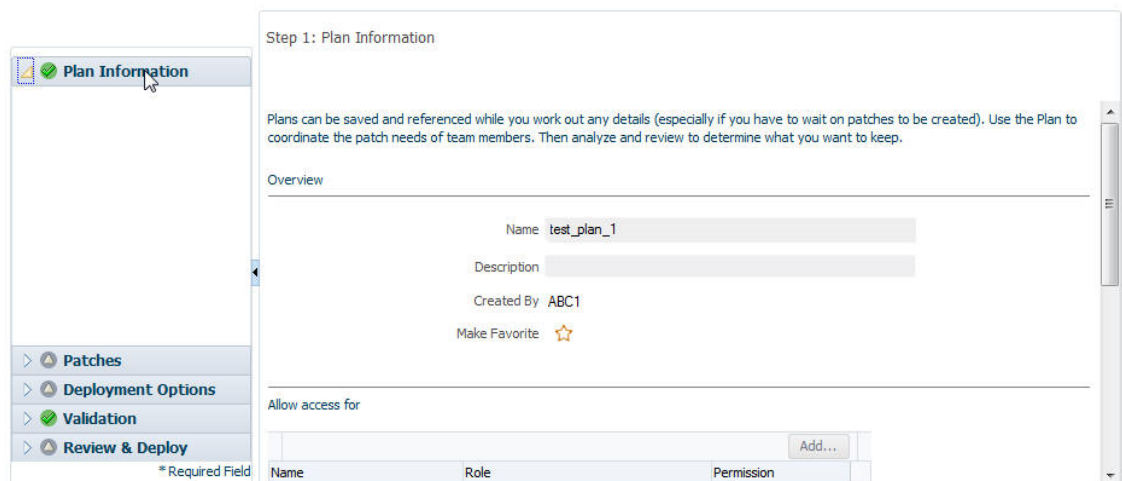 Step 1: Plan Information
Plan Information
Plans can be saved and referenced while you work out any details (especially if you have to wait on patches to be created). Use the Plan to
coordinate the patch needs of team members. Then analyze and review to determine what you want to keep.
Overview
Name test_plan_1
Description
Created By ABC1
Make Favorite
Patches
Deployment Options
Validation
Review & Deploy
* Required Field
Allow access for
Add...
Name Role Permission